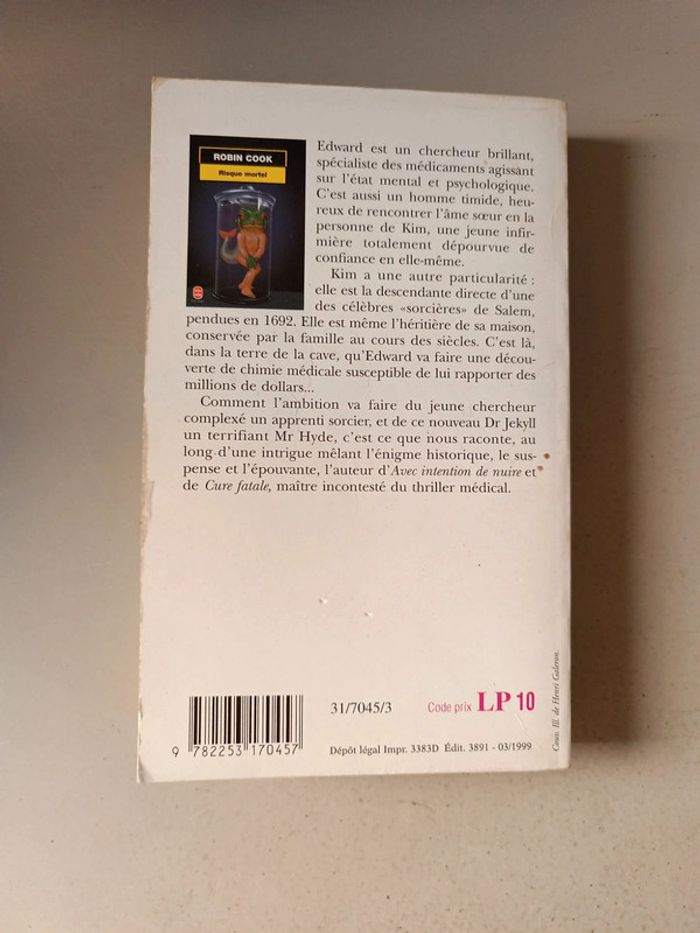 ROBIN COOK
Risque mortel
Edward est un chercheur brillant,
spécialiste des médicaments agissant
sur l'état mental et psychologique.
C'est aussi un homme timide, heu-
reux de rencontrer l'âme sœur en la
personne de Kim, une jeune infir-
mière totalement dépourvue de
confiance en elle-même.
Kim a une autre particularité :
elle est la descendante directe d'une
des célèbres «sorcières» de Salem,
pendues en 1692. Elle est même l'héritière de sa maison,
conservée par la famille au cours des siècles. C'est là,
dans la terre de la cave, qu'Edward va faire une décou-
verte de chimie médicale susceptible de lui rapporter des
millions de dollars...
Comment l'ambition va faire du jeune chercheur
complexé un apprenti sorcier, et de ce nouveau Dr Jekyll
un terrifiant Mr Hyde, c'est ce que nous raconte, au
long d'une intrigue mêlant l'énigme historique, le sus-
pense et l'épouvante, l'auteur d'Avec intention de nuire et
de Cure fatale, maître incontesté du thriller médical.
31/7045/3
Code prix LP 10
9 782253 170457
Dépôt légal Impr. 3383D Édit. 3891 - 03/1999
Couv. Ill. de Henri Galeron.